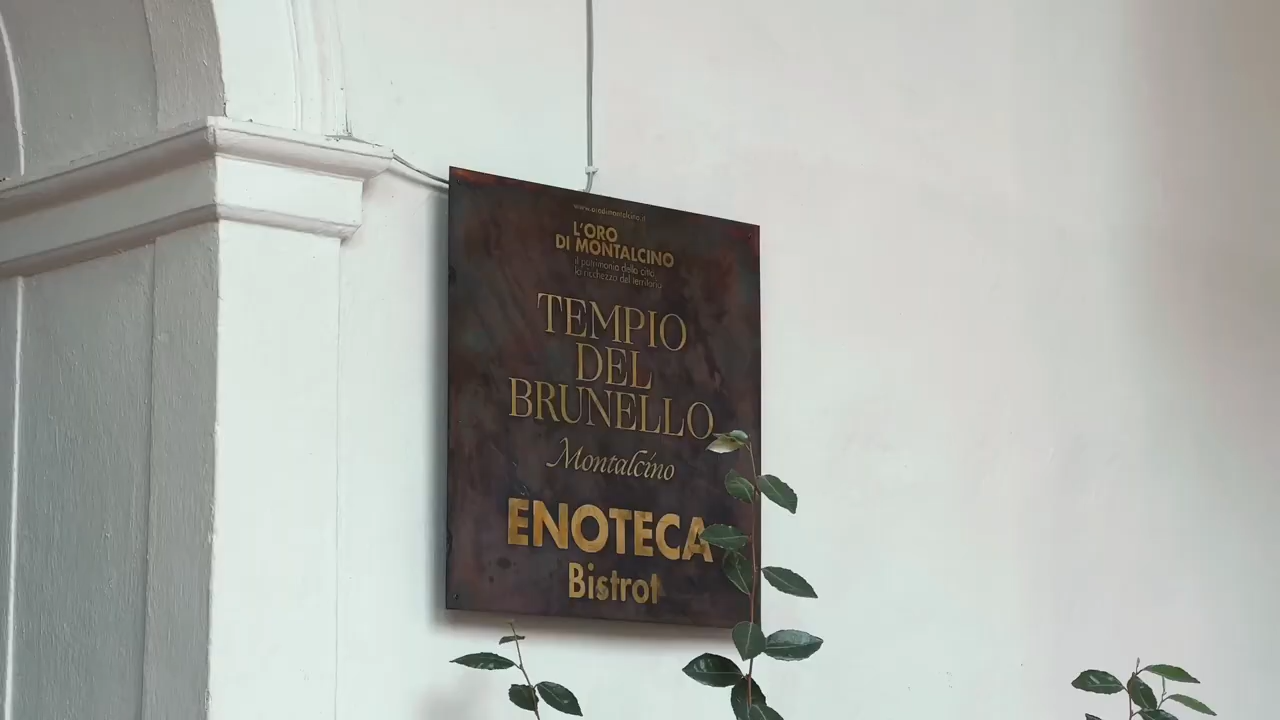 www.orodimontalcino.it
L'ORO
DI MONTALCINO
il patrimonio della città
la ricchezza del territorio
TEMPIO
DEL
BRUNELLO
Montalcino
ENOTECA
Bistrot